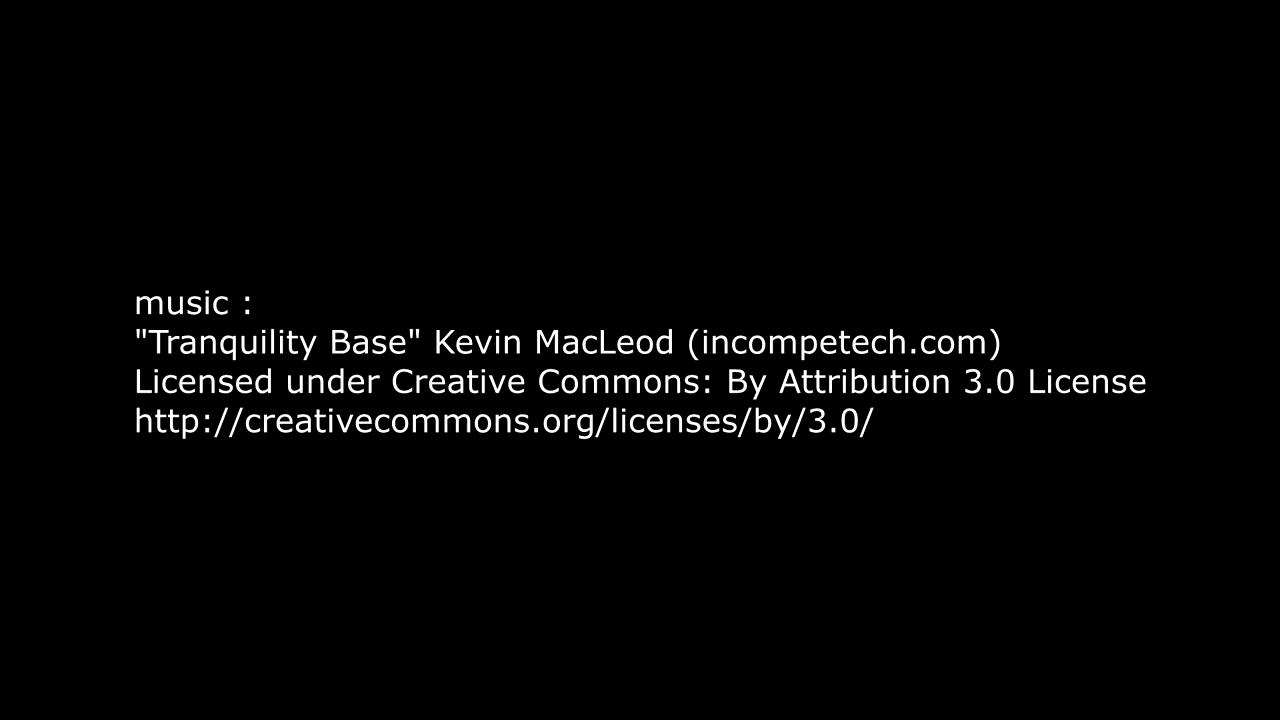 music :
"Tranquility Base" Kevin MacLeod (incompetech.com)
Licensed under Creative Commons: By Attribution 3.0 License
http://creativecommons.org/licenses/by/3.0/